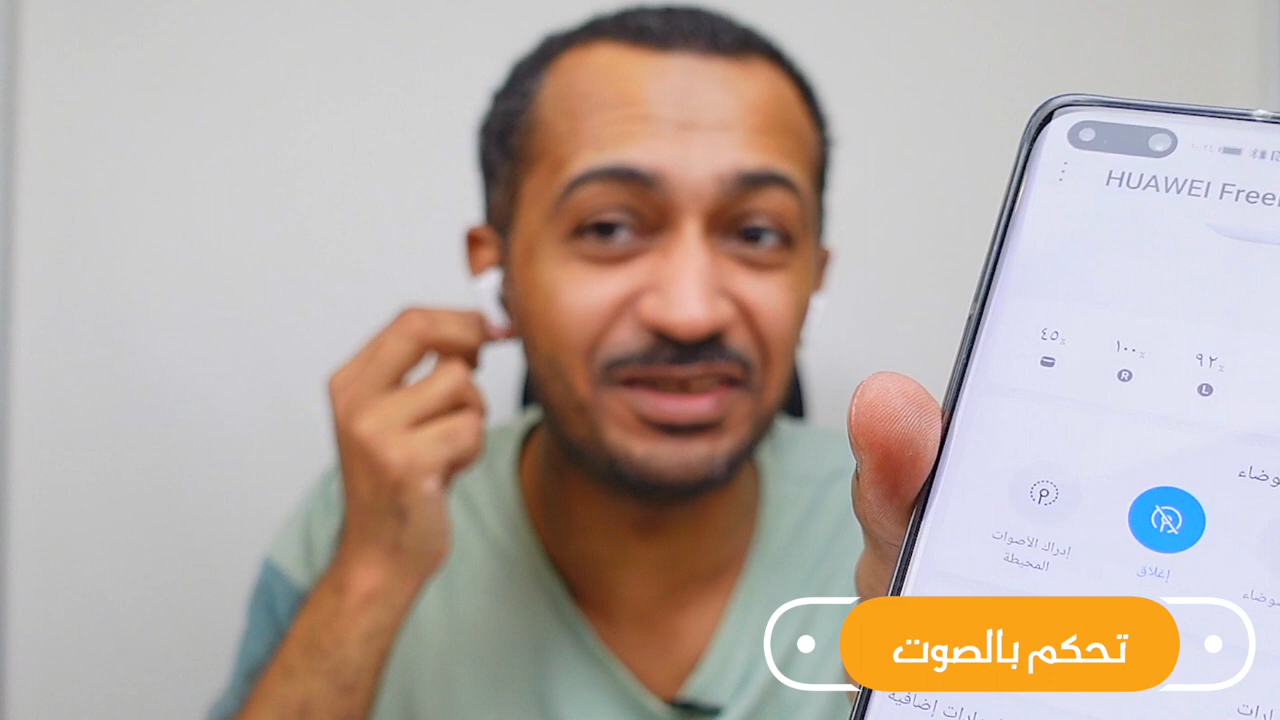 HUAWEI Free
٤٥٪ ١٠٠٪ ٩٢٪
R L
إدراك الأصوات
المحيطة
إغلاق
تحكم بالصوت